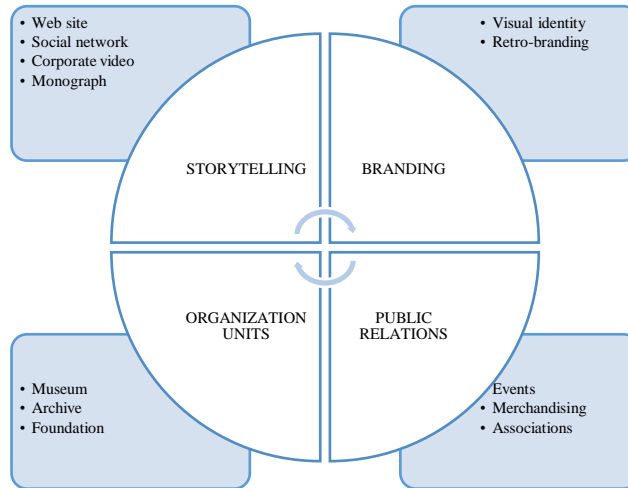 • Web site
• Social network
• Corporate video
• Monograph
• Visual identity
• Retro-branding
STORYTELLING
BRANDING
ORGANIZATION
UNITS
PUBLIC
RELATIONS
• Museum
• Archive
• Foundation
Events
• Merchandising
• Associations